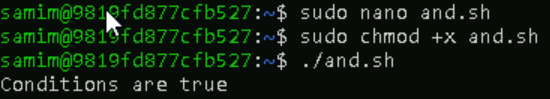 samim@9819fd877cfb527:~$ sudo nano and.sh
samim@9819fd877cfb527:~$ sudo chmod +x and.sh
samim@9819fd877cfb527:~$ ./and.sh
Conditions are true